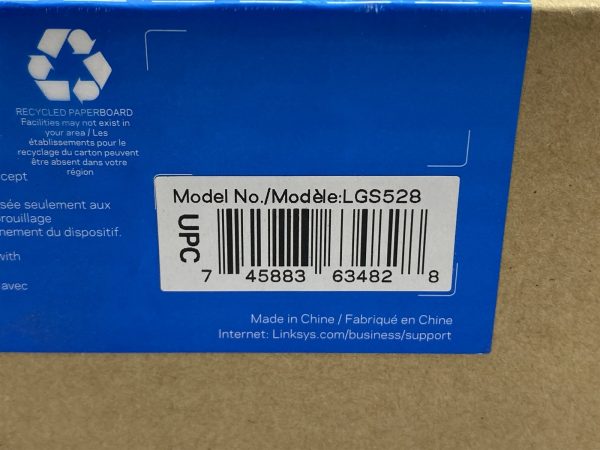 RECYCLED PAPERBOARD
Facilities may not exist in
your area / Les
établissements pour le
recyclage du carton peuvent
être absent dans votre
région
cept
sée seulement aux
rouillage
nement du dispositif.
with
avec
Model No./Modèle:LGS528
UPC
7 45883 63482 8
Made in China / Fabriqué en Chine
Internet: Linksys.com/business/support